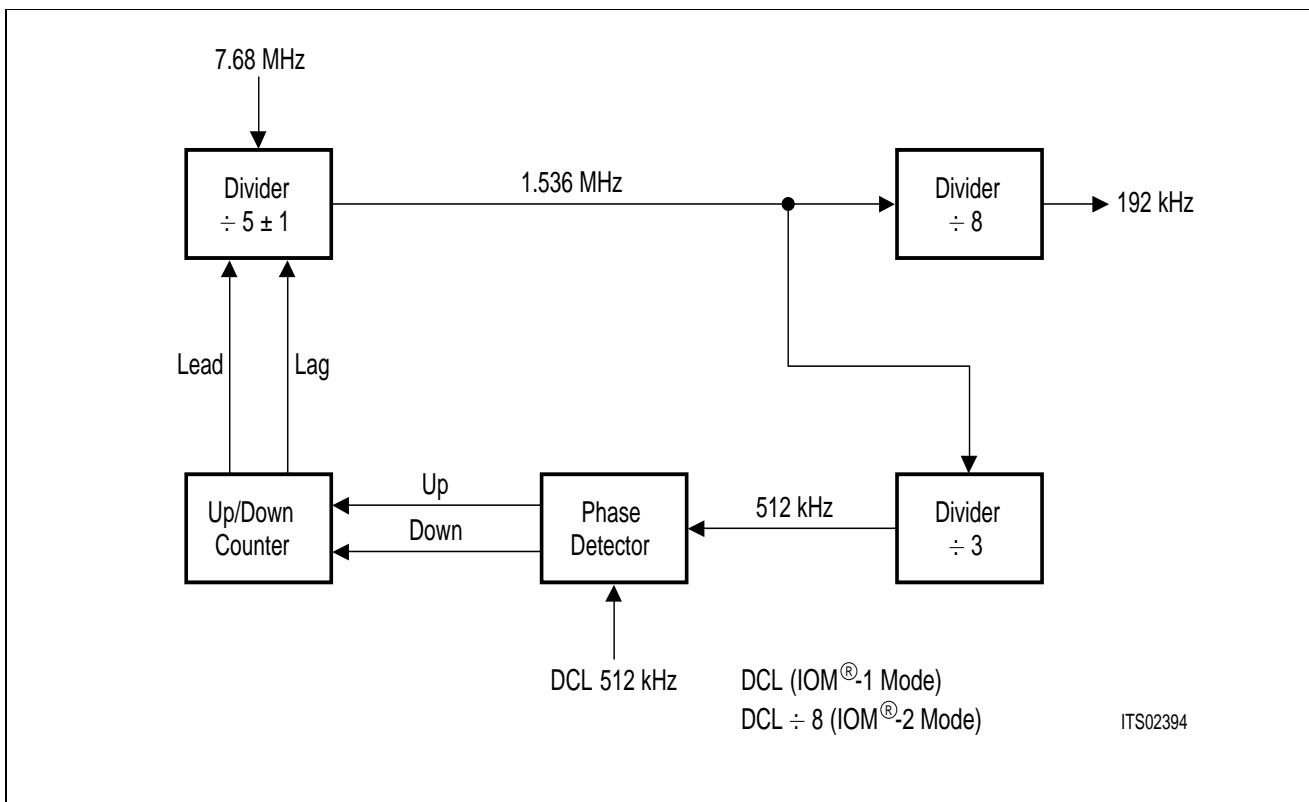 7.68 MHz
Divider
÷ 5 ± 1
1.536 MHz
Divider
÷ 8
192 kHz
Lead
Lag
Up/Down
Counter
Up
Down
Phase
Detector
512 kHz
Divider
÷ 3
DCL 512 kHz
DCL (IOM®-1 Mode)
DCL ÷ 8 (IOM®-2 Mode)
ITS02394